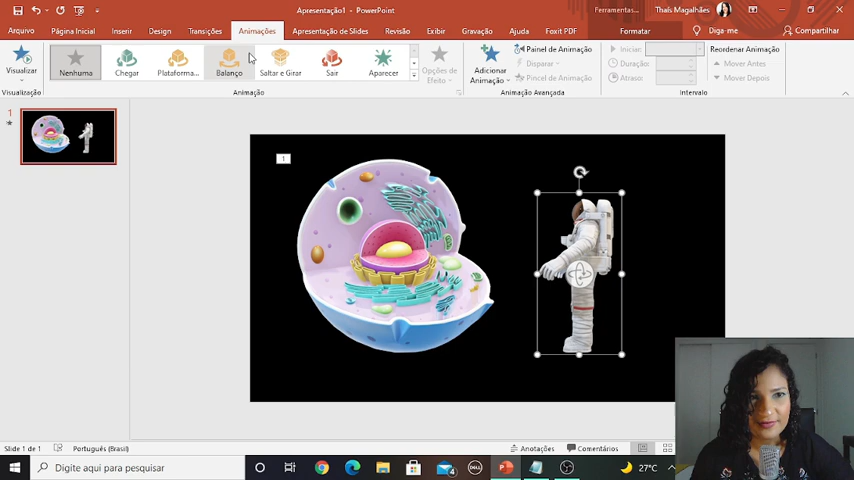 Apresentação1 - PowerPoint
Ferramentas...
Thaís Magalhães
Arquivo
Página Inicial
Inserir
Design
Transições
Animações
Apresentação de Slides
Revisão
Exibir
Gravação
Ajuda
Foxit PDF
Formatar
Diga-me
Compartilhar
Visualizar
Nenhuma
Chegar
Plataforma...
Balanço
Saltar e Girar
Sair
Aparecer
Opções de
Efeito
Adicionar
Animação
Painel de Animação
Disparar
Pincel de Animação
Iniciar:
Duração:
Atraso:
Reordenar Animação
Mover Antes
Mover Depois
Visualização
Animação
Animação Avançada
Intervalo
1
1
Slide 1 de 1
Português (Brasil)
Anotações
Comentários
Digite aqui para pesquisar
4
DELL
27°C